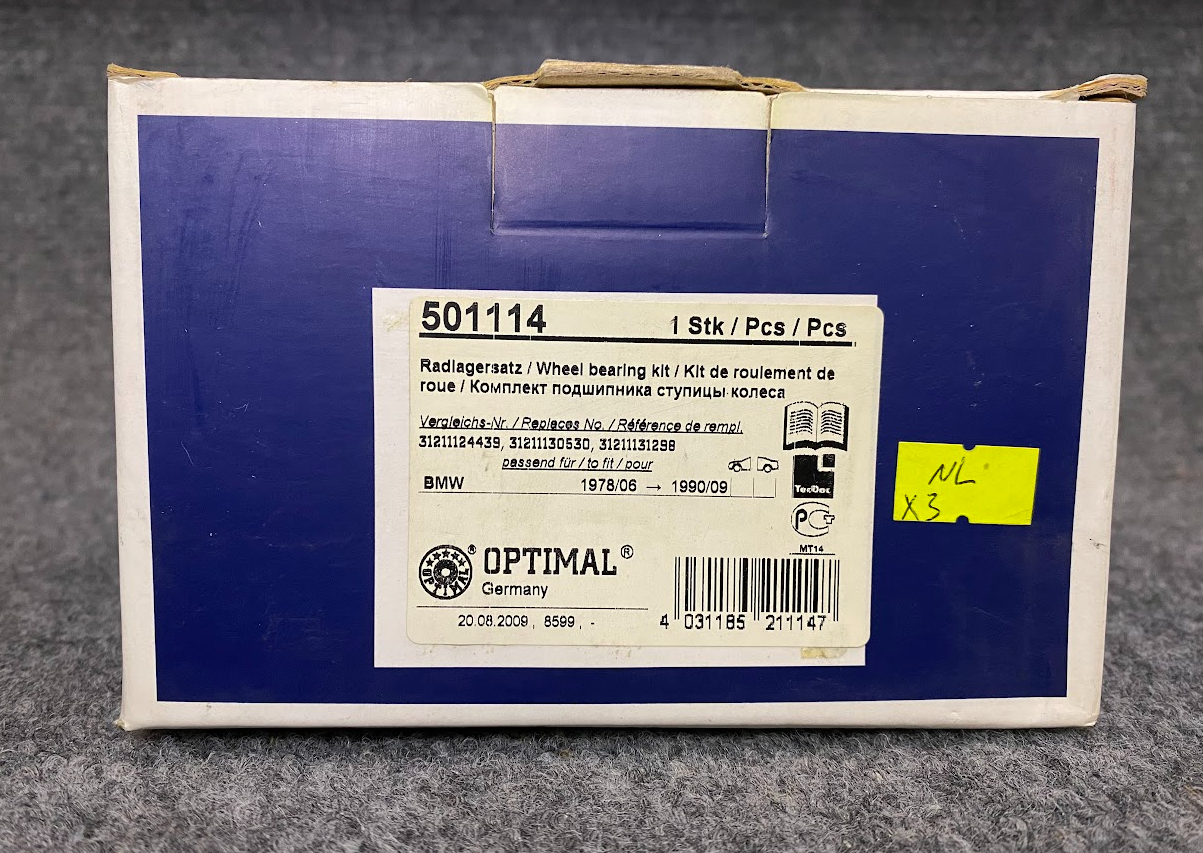 501114 1 Stk / Pcs / Pcs
Radlagersatz / Wheel bearing kit / Kit de roulement de
roue / Комплект подшипника ступицы колеса
Vergleichs-Nr. / Replaces No. / Référence de rempl.
31211124439, 31211130530, 31211131298
passend für / to fit / pour
BMW 1978/06 → 1990/09
TecDoc
PCT
MT14
OPTIMAL®
OPTIMAL®
Germany
20.08.2009, 8599, -
4 031185 211147
NL
X3